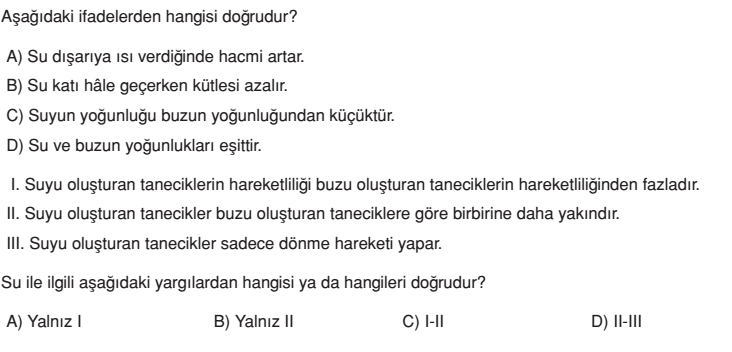 Aşağıdaki ifadelerden hangisi doğrudur?
A) Su dışarıya ısı verdiğinde hacmi artar.
B) Su katı hâle geçerken kütlesi azalır.
C) Suyun yoğunluğu buzun yoğunluğundan küçüktür.
D) Su ve buzun yoğunlukları eşittir.
I. Suyu oluşturan taneciklerin hareketliliği buzu oluşturan taneciklerin hareketliliğinden fazladır.
II. Suyu oluşturan tanecikler buzu oluşturan taneciklere göre birbirine daha yakındır.
III. Suyu oluşturan tanecikler sadece dönme hareketi yapar.
Su ile ilgili aşağıdaki yargılardan hangisi ya da hangileri doğrudur?
A) Yalnız I B) Yalnız II C) I-II D) II-III